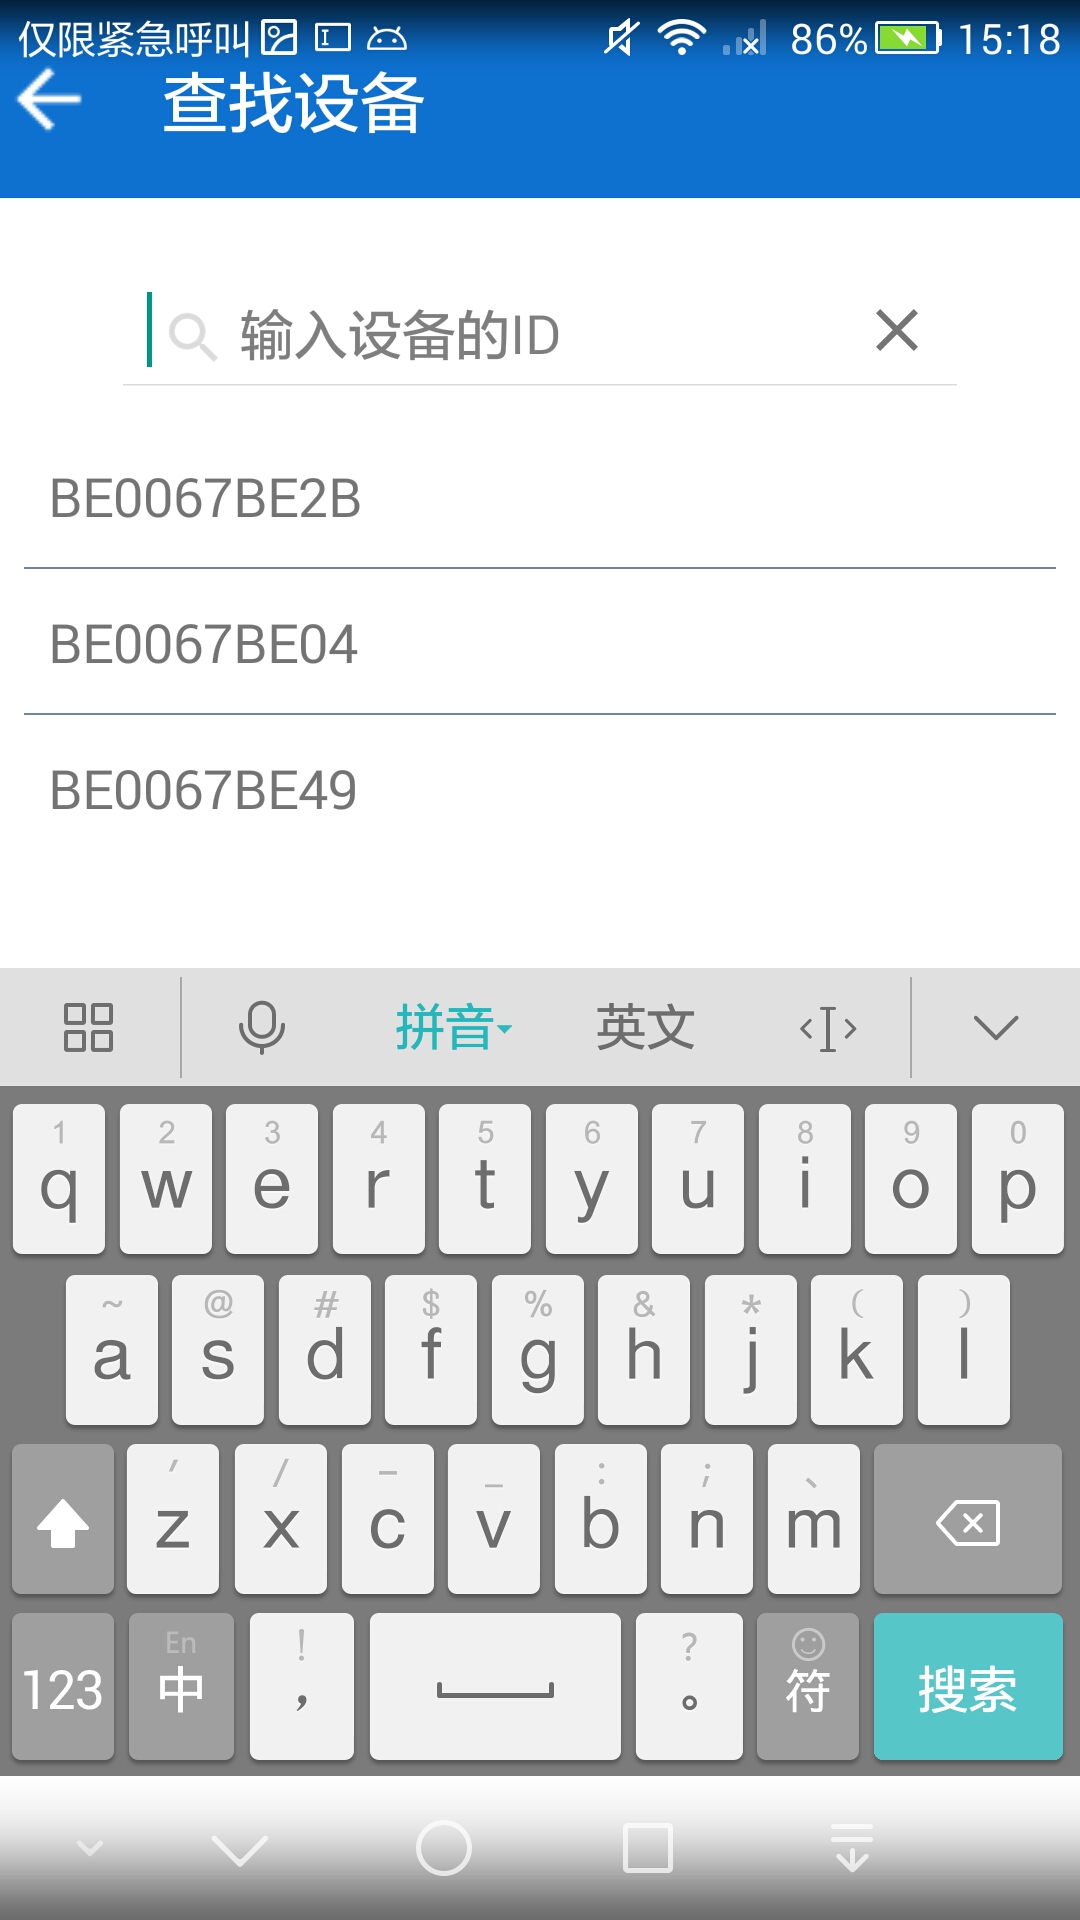 仅限紧急呼叫 86% 15:18
查找设备
输入设备的ID
BE0067BE2B
BE0067BE04
BE0067BE49
拼音 英文
1 2 3 4 5 6 7 8 9 0
q w e r t y u i o p
~ @ # $ % & * ( )
a s d f g h j k l
' / - _ : ; 、
z x c v b n m
En ! ?
123 中 ， 。 符 搜索